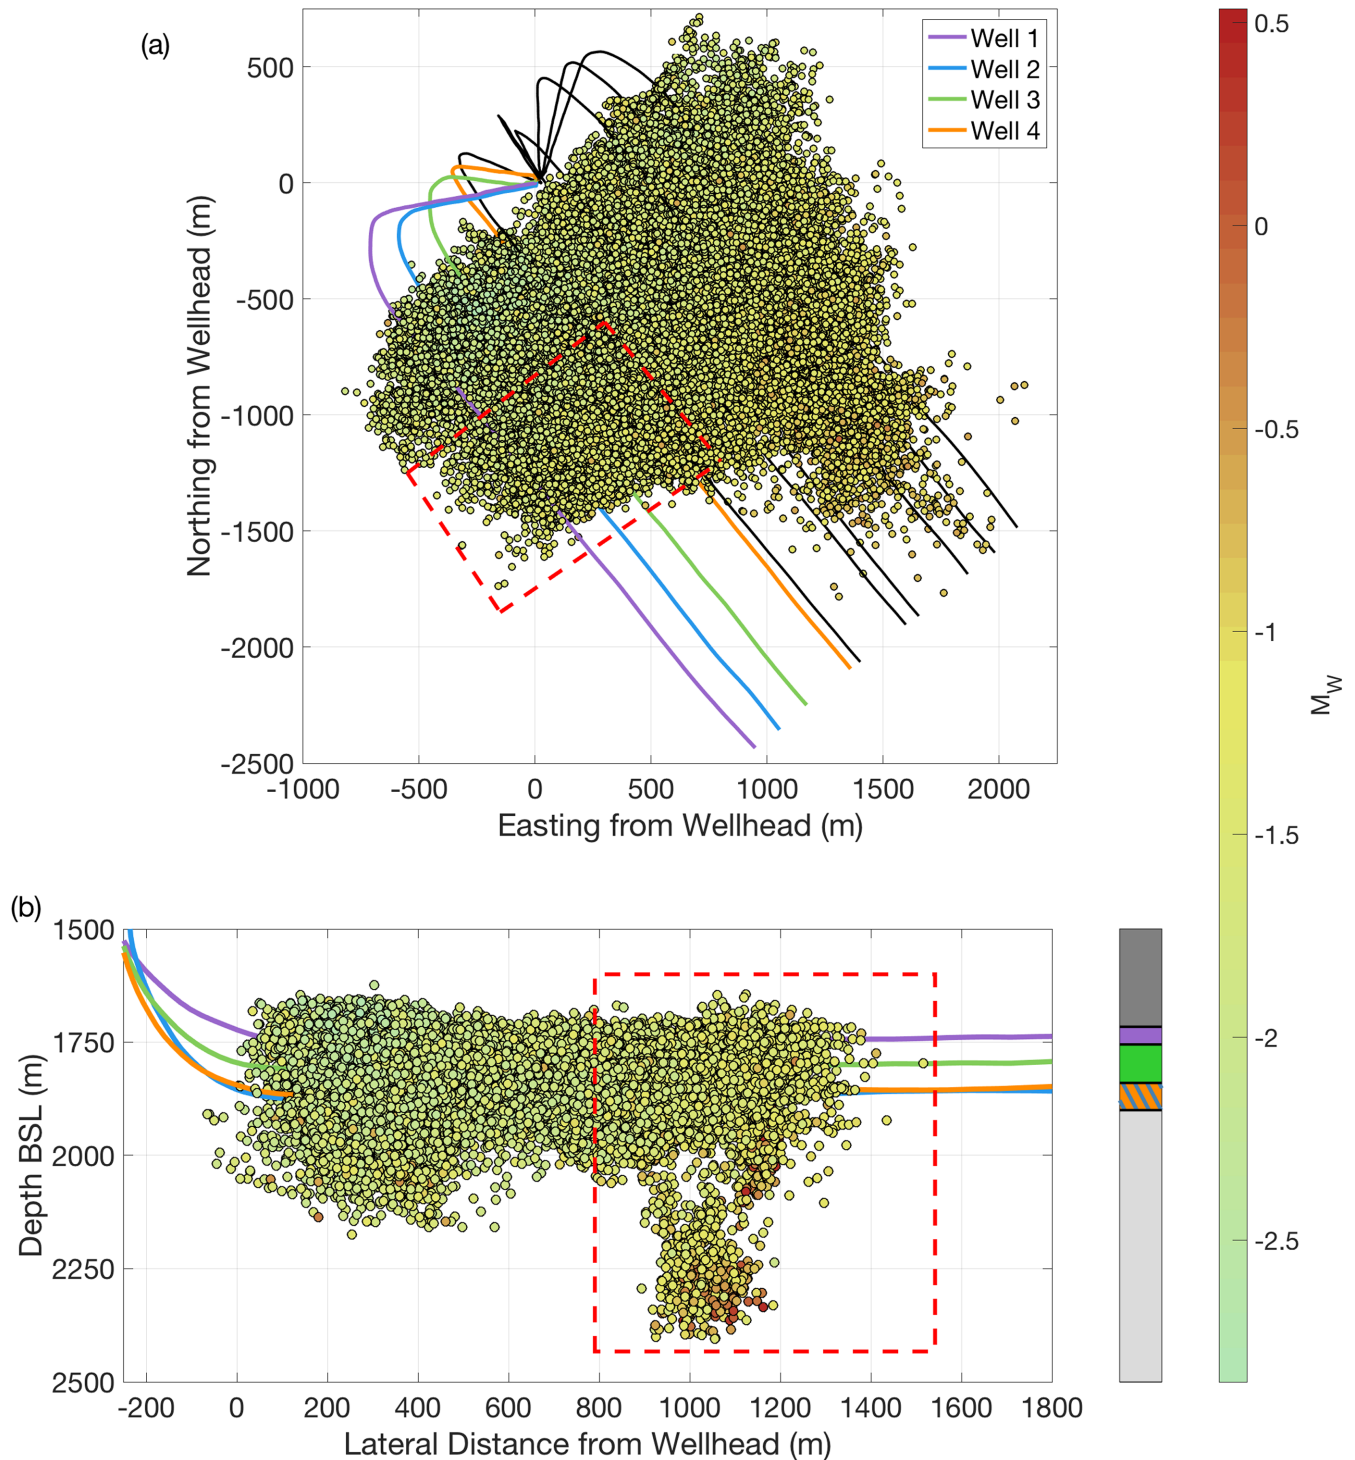 (a)
Well 1
Well 2
Well 3
Well 4
500
0
-500
-1000
-1500
-2000
-2500
Northing from Wellhead (m)
-1000 -500 0 500 1000 1500 2000
Easting from Wellhead (m)
0.5
0
-0.5
-1
-1.5
-2
-2.5
M_W
(b)
1500
1750
2000
2250
2500
Depth BSL (m)
-200 0 200 400 600 800 1000 1200 1400 1600 1800
Lateral Distance from Wellhead (m)